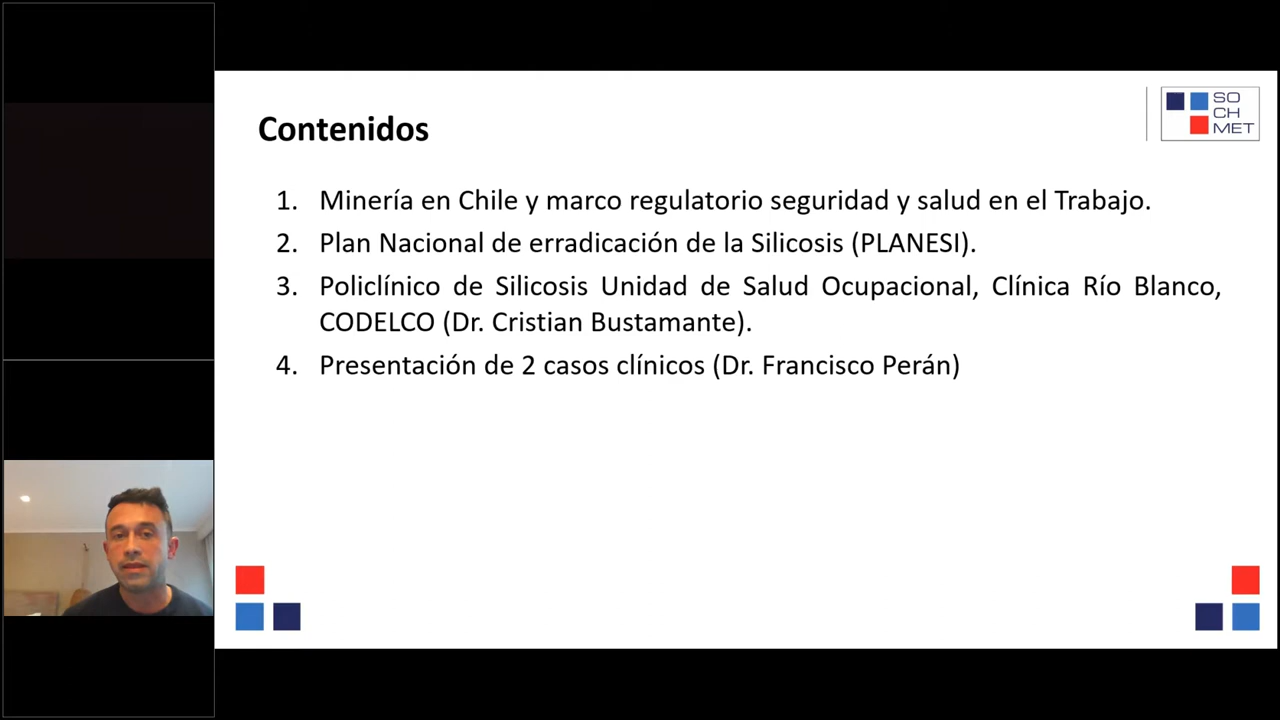 SO
CH
MET
Contenidos
1. Minería en Chile y marco regulatorio seguridad y salud en el Trabajo.
2. Plan Nacional de erradicación de la Silicosis (PLANESI).
3. Policlínico de Silicosis Unidad de Salud Ocupacional, Clínica Río Blanco,
CODELCO (Dr. Cristian Bustamante).
4. Presentación de 2 casos clínicos (Dr. Francisco Perán)